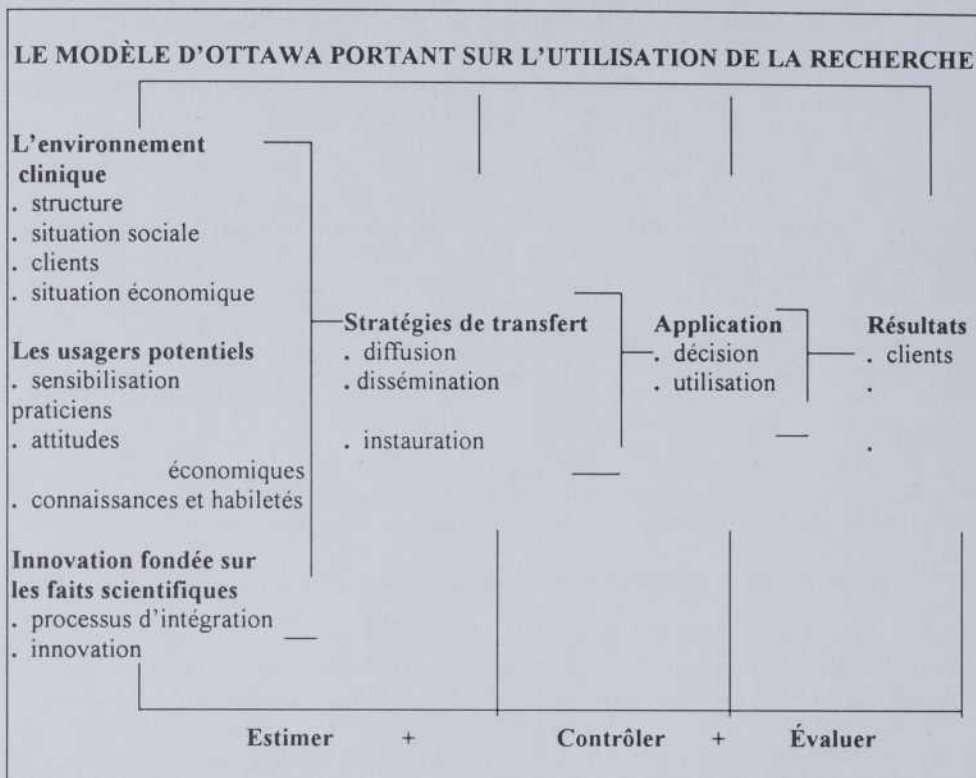 LE MODÈLE D'OTTAWA PORTANT SUR L'UTILISATION DE LA RECHERCHE
L'environnement
clinique
. structure
. situation sociale
. clients
. situation économique
Les usagers potentiels
. sensibilisation
praticiens
. attitudes
économiques
. connaissances et habiletés
Innovation fondée sur
les faits scientifiques
. processus d'intégration
. innovation
Stratégies de transfert
. diffusion
. dissémination
. instauration
Application
. décision
. utilisation
Résultats
. clients
.
.
Estimer + Contrôler + Évaluer